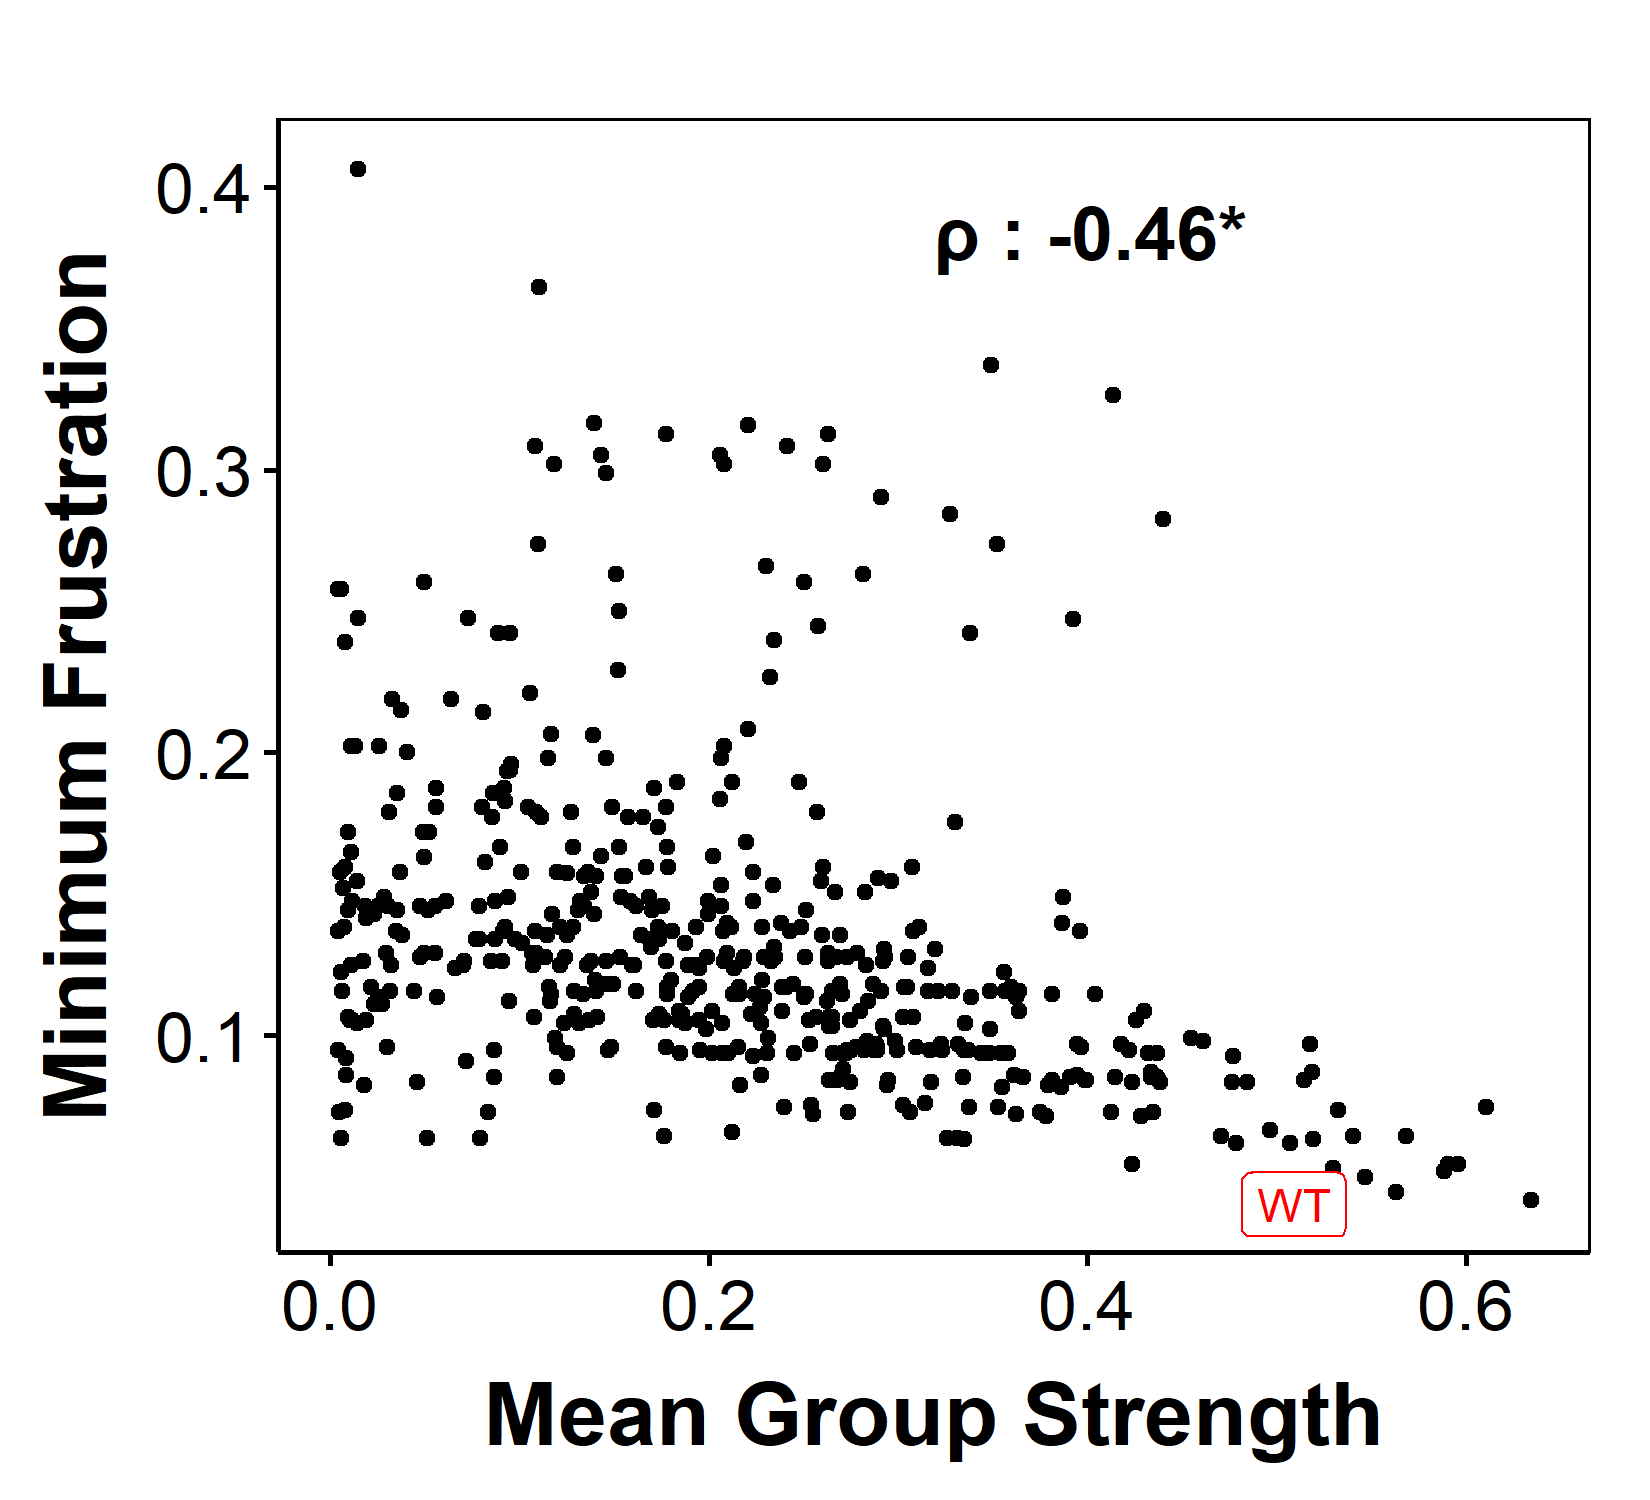 ρ : -0.46*
Minimum Frustration
0.4
0.3
0.2
0.1
WT
0.0 0.2 0.4 0.6
Mean Group Strength